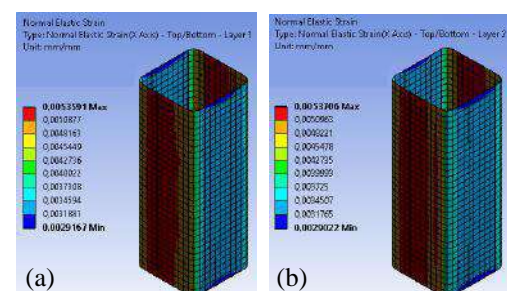 Normal Elastic Strain
Type: Normal Elastic Strain(X Axis) - Top/Bottom - Layer 1
Unit: mm/mm
0,0053591 Max
0,0050877
0,0048163
0,0045449
0,0042736
0,0040022
0,0037308
0,0034594
0,0031881
0,0029167 Min
(a)
Normal Elastic Strain
Type: Normal Elastic Strain(X Axis) - Top/Bottom - Layer 2
Unit: mm/mm
0,0053706 Max
0,0050963
0,0048221
0,0045478
0,0042735
0,0039993
0,003725
0,0034507
0,0031765
0,0029022 Min
(b)